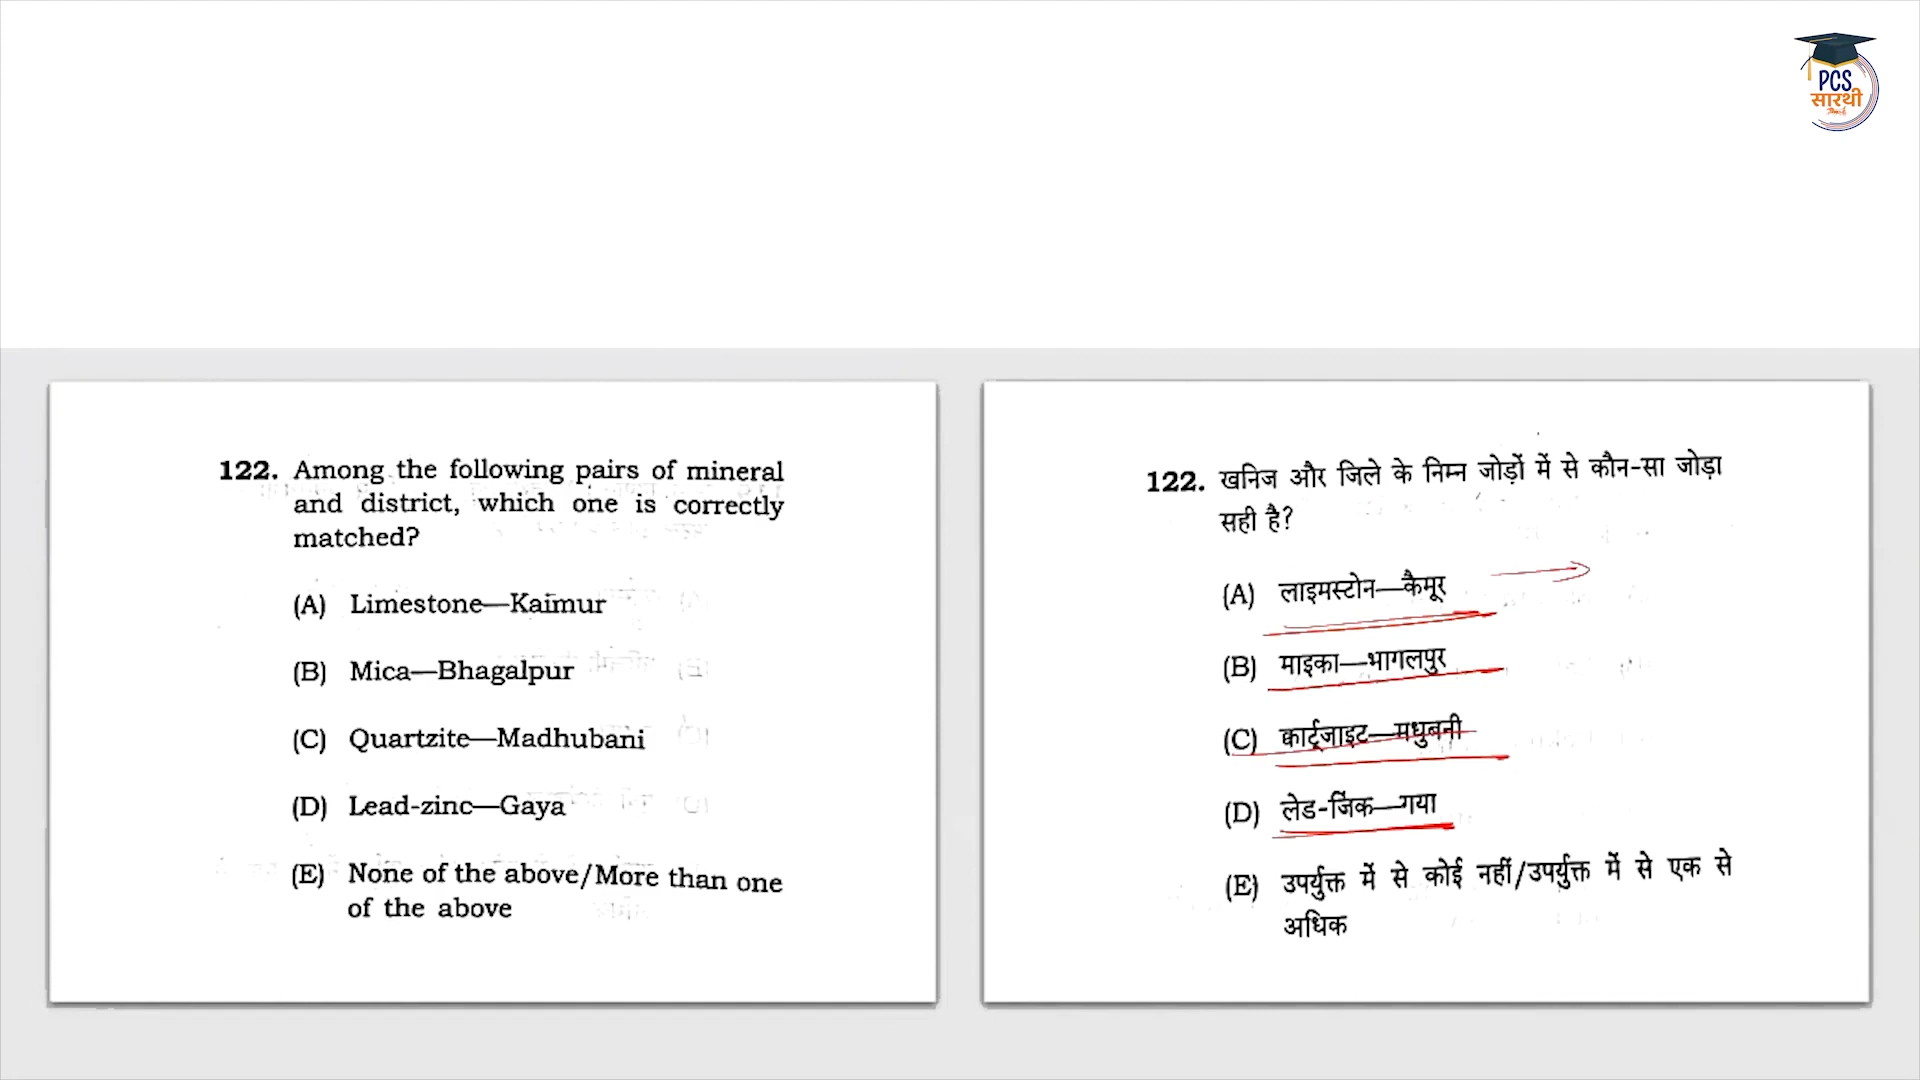 PCS
सारथी
122. Among the following pairs of mineral
and district, which one is correctly
matched?
(A) Limestone—Kaimur
(B) Mica—Bhagalpur
(C) Quartzite—Madhubani
(D) Lead-zinc—Gaya
(E) None of the above/More than one
of the above
122. खनिज और जिले के निम्न जोड़ों में से कौन-सा जोड़ा
सही है?
(A) लाइमस्टोन—कैमूर
(B) माइका—भागलपुर
(C) क्वार्ट्जाइट—मधुबनी
(D) लेड-जिंक—गया
(E) उपर्युक्त में से कोई नहीं/उपर्युक्त में से एक से
अधिक